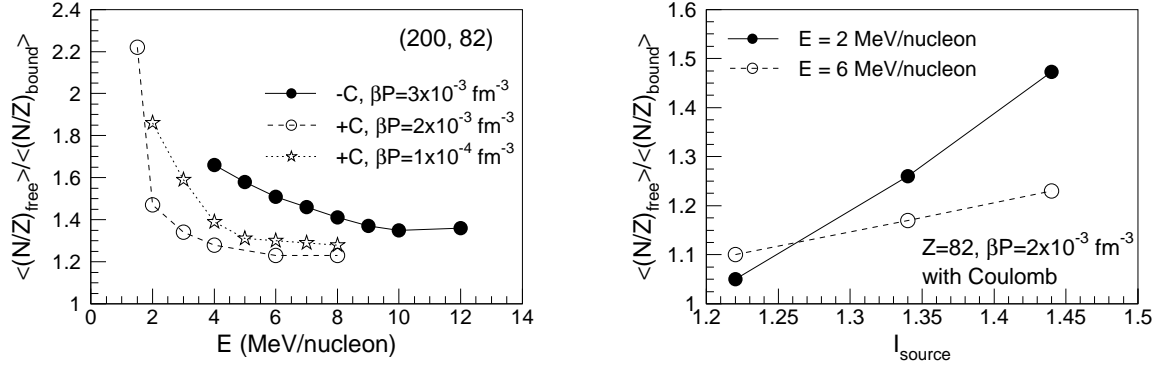 <(N/Z)free>/<(N/Z)bound>
2.4
2.2
2
1.8
1.6
1.4
1.2
1
(200, 82)
-C, βP=3x10⁻³ fm⁻³
+C, βP=2x10⁻³ fm⁻³
+C, βP=1x10⁻⁴ fm⁻³
0 2 4 6 8 10 12 14
E (MeV/nucleon)
<(N/Z)free>/<(N/Z)bound>
1.6
1.5
1.4
1.3
1.2
1.1
1
E = 2 MeV/nucleon
E = 6 MeV/nucleon
Z=82, βP=2x10⁻³ fm⁻³
with Coulomb
1.2 1.25 1.3 1.35 1.4 1.45 1.5
Isource